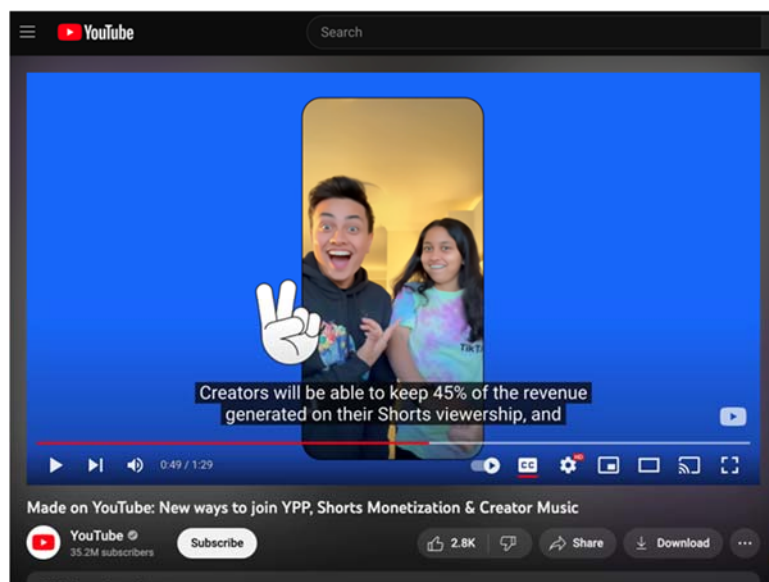 YouTube
Search
TikT
Creators will be able to keep 45% of the revenue
generated on their Shorts viewership, and
0:49 / 1:29
CC
HD
Made on YouTube: New ways to join YPP, Shorts Monetization & Creator Music
YouTube
35.2M subscribers
Subscribe
2.8K
Share
Download